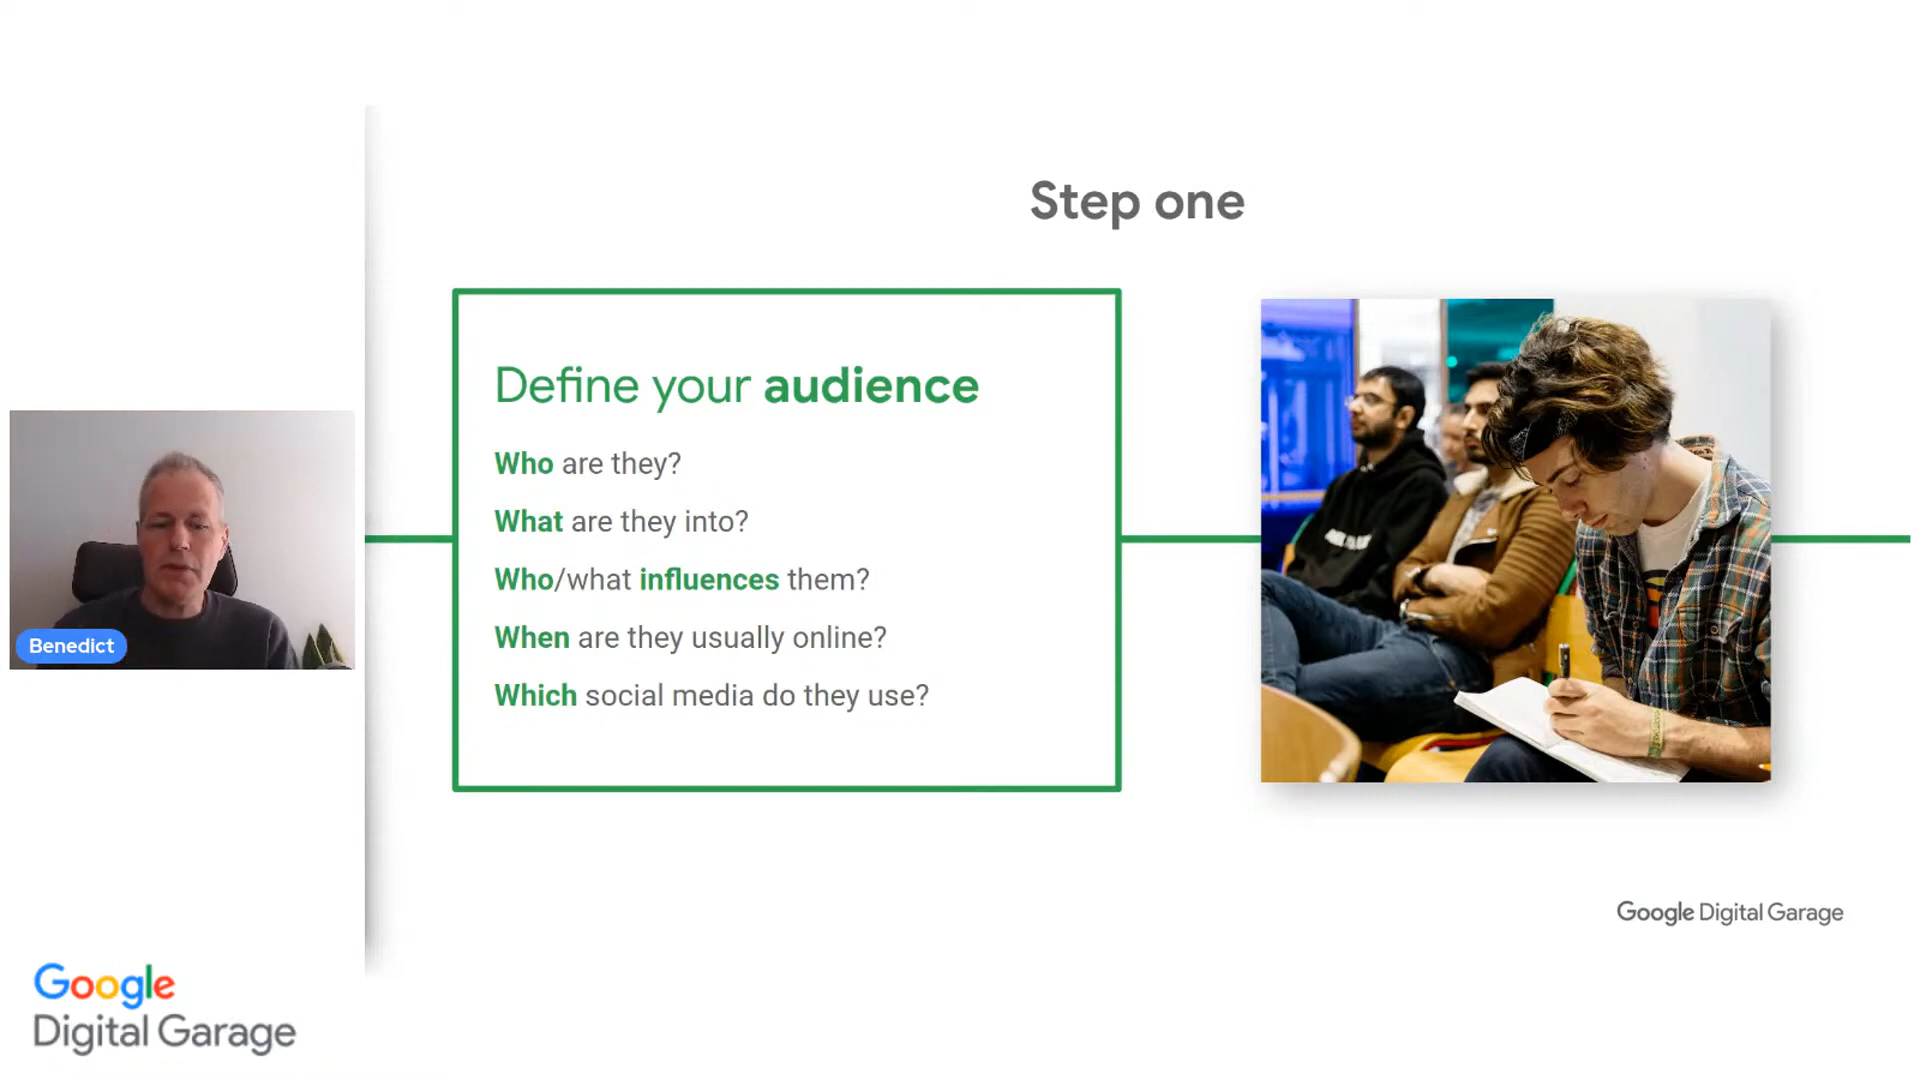 Step one
Define your audience
Who are they?
What are they into?
Who/what influences them?
When are they usually online?
Which social media do they use?
Benedict
Google Digital Garage
Google
Digital Garage